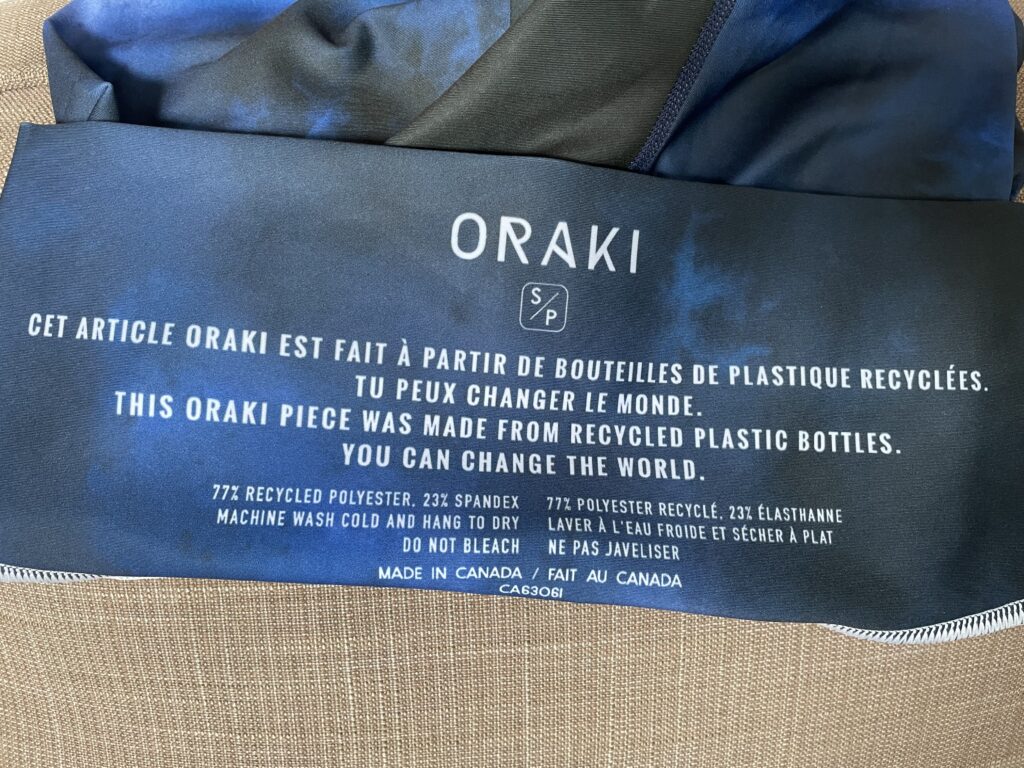 ORAKI
S/P
CET ARTICLE ORAKI EST FAIT À PARTIR DE BOUTEILLES DE PLASTIQUE RECYCLÉES.
TU PEUX CHANGER LE MONDE.
THIS ORAKI PIECE WAS MADE FROM RECYCLED PLASTIC BOTTLES.
YOU CAN CHANGE THE WORLD.
77% RECYCLED POLYESTER, 23% SPANDEX
MACHINE WASH COLD AND HANG TO DRY
DO NOT BLEACH
77% POLYESTER RECYCLÉ, 23% ÉLASTHANNE
LAVER À L'EAU FROIDE ET SÉCHER À PLAT
NE PAS JAVELISER
MADE IN CANADA / FAIT AU CANADA
CA63061